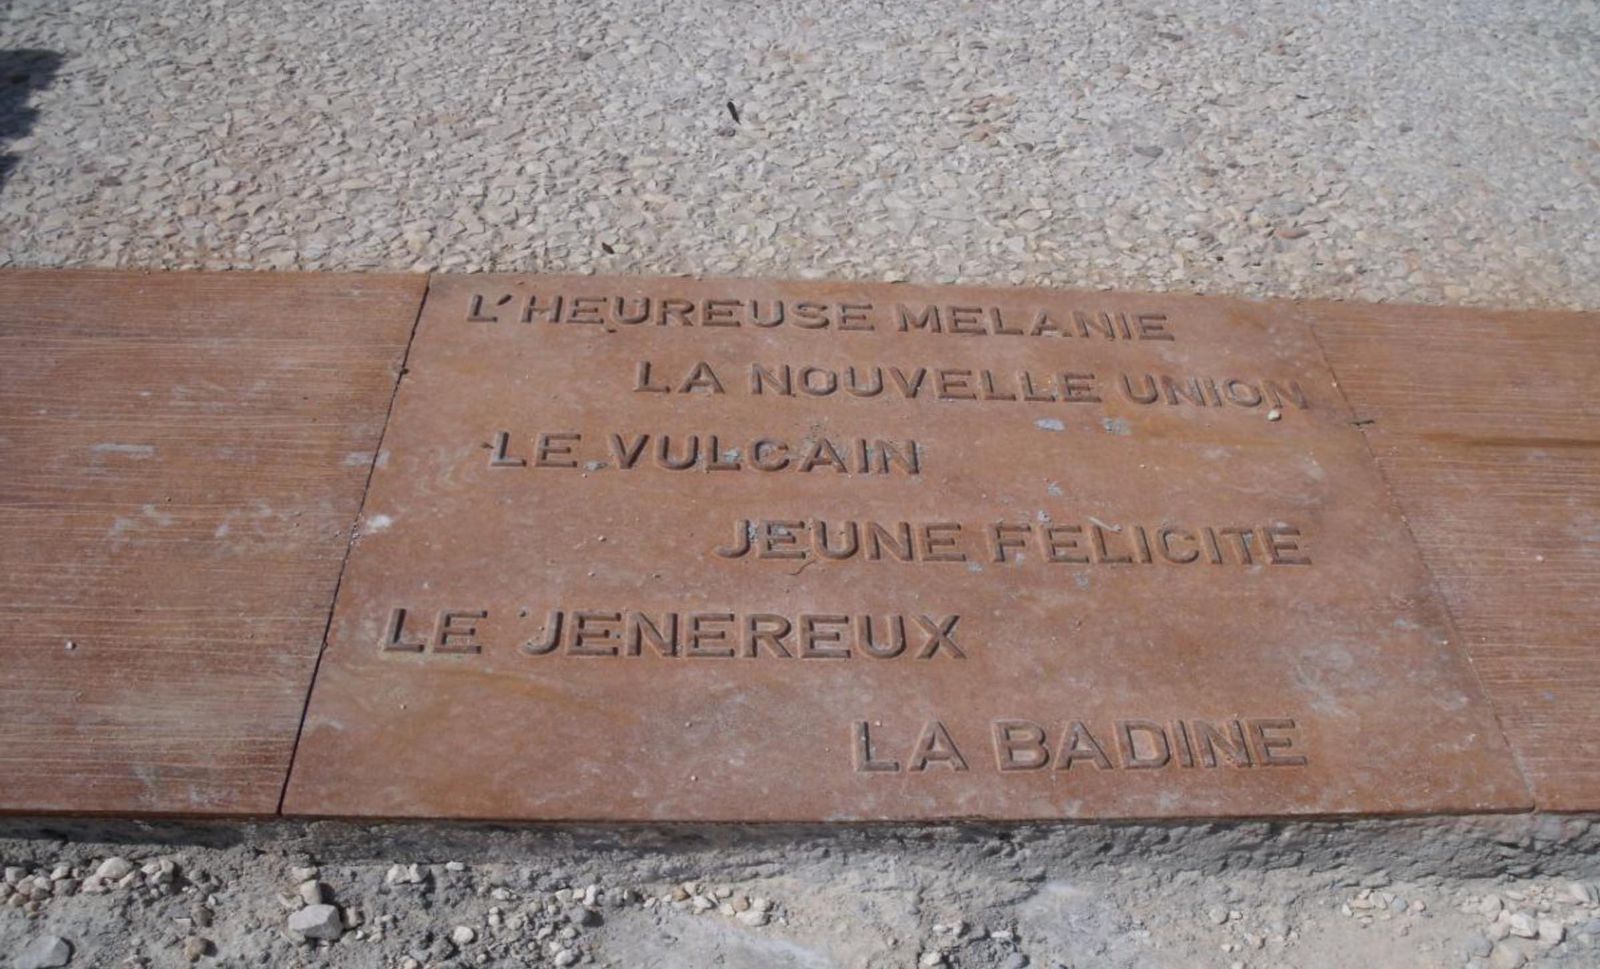 L'HEUREUSE MELANIE
LA NOUVELLE UNION
LE VULCAIN
JEUNE FELICITE
LE JENEREUX
LA BADINE